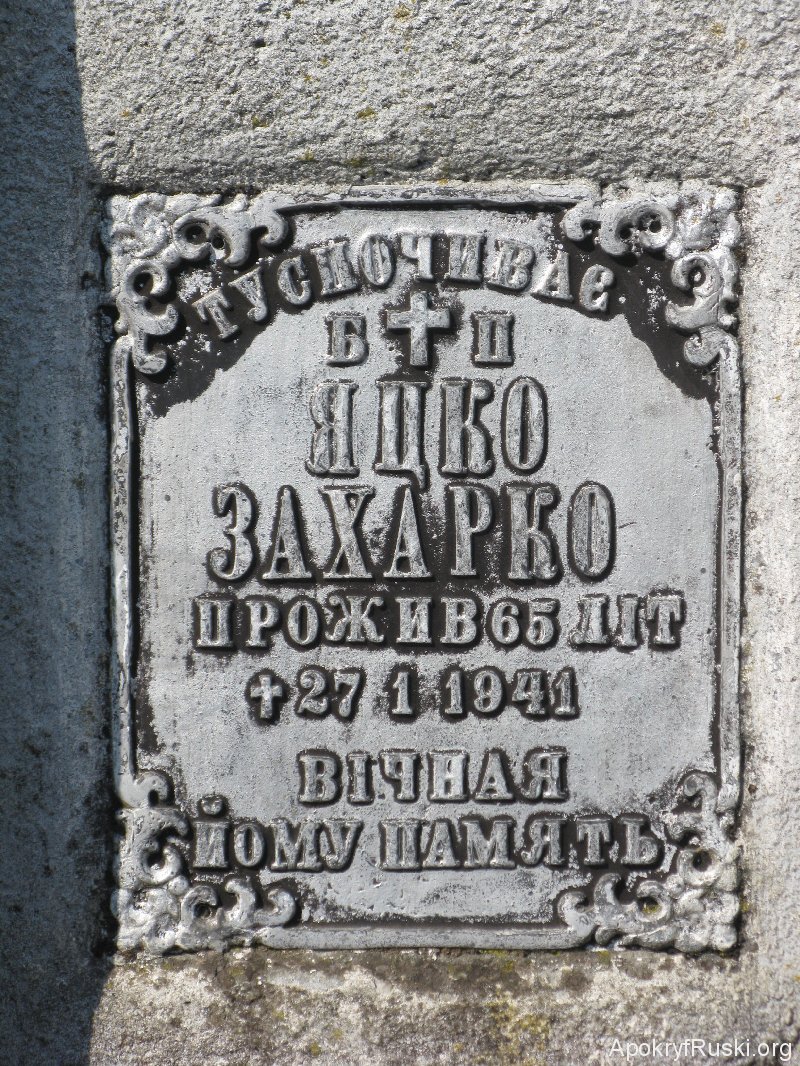 ТУСПОЧИВАЄ
Б П
ЯЦКО
ЗАХАРКО
ПРОЖИВ 65 ЛІТ
✝ 27 1 1941
ВІЧНАЯ
ЙОМУ ПАМЯТЬ
ApokryfRuski.org